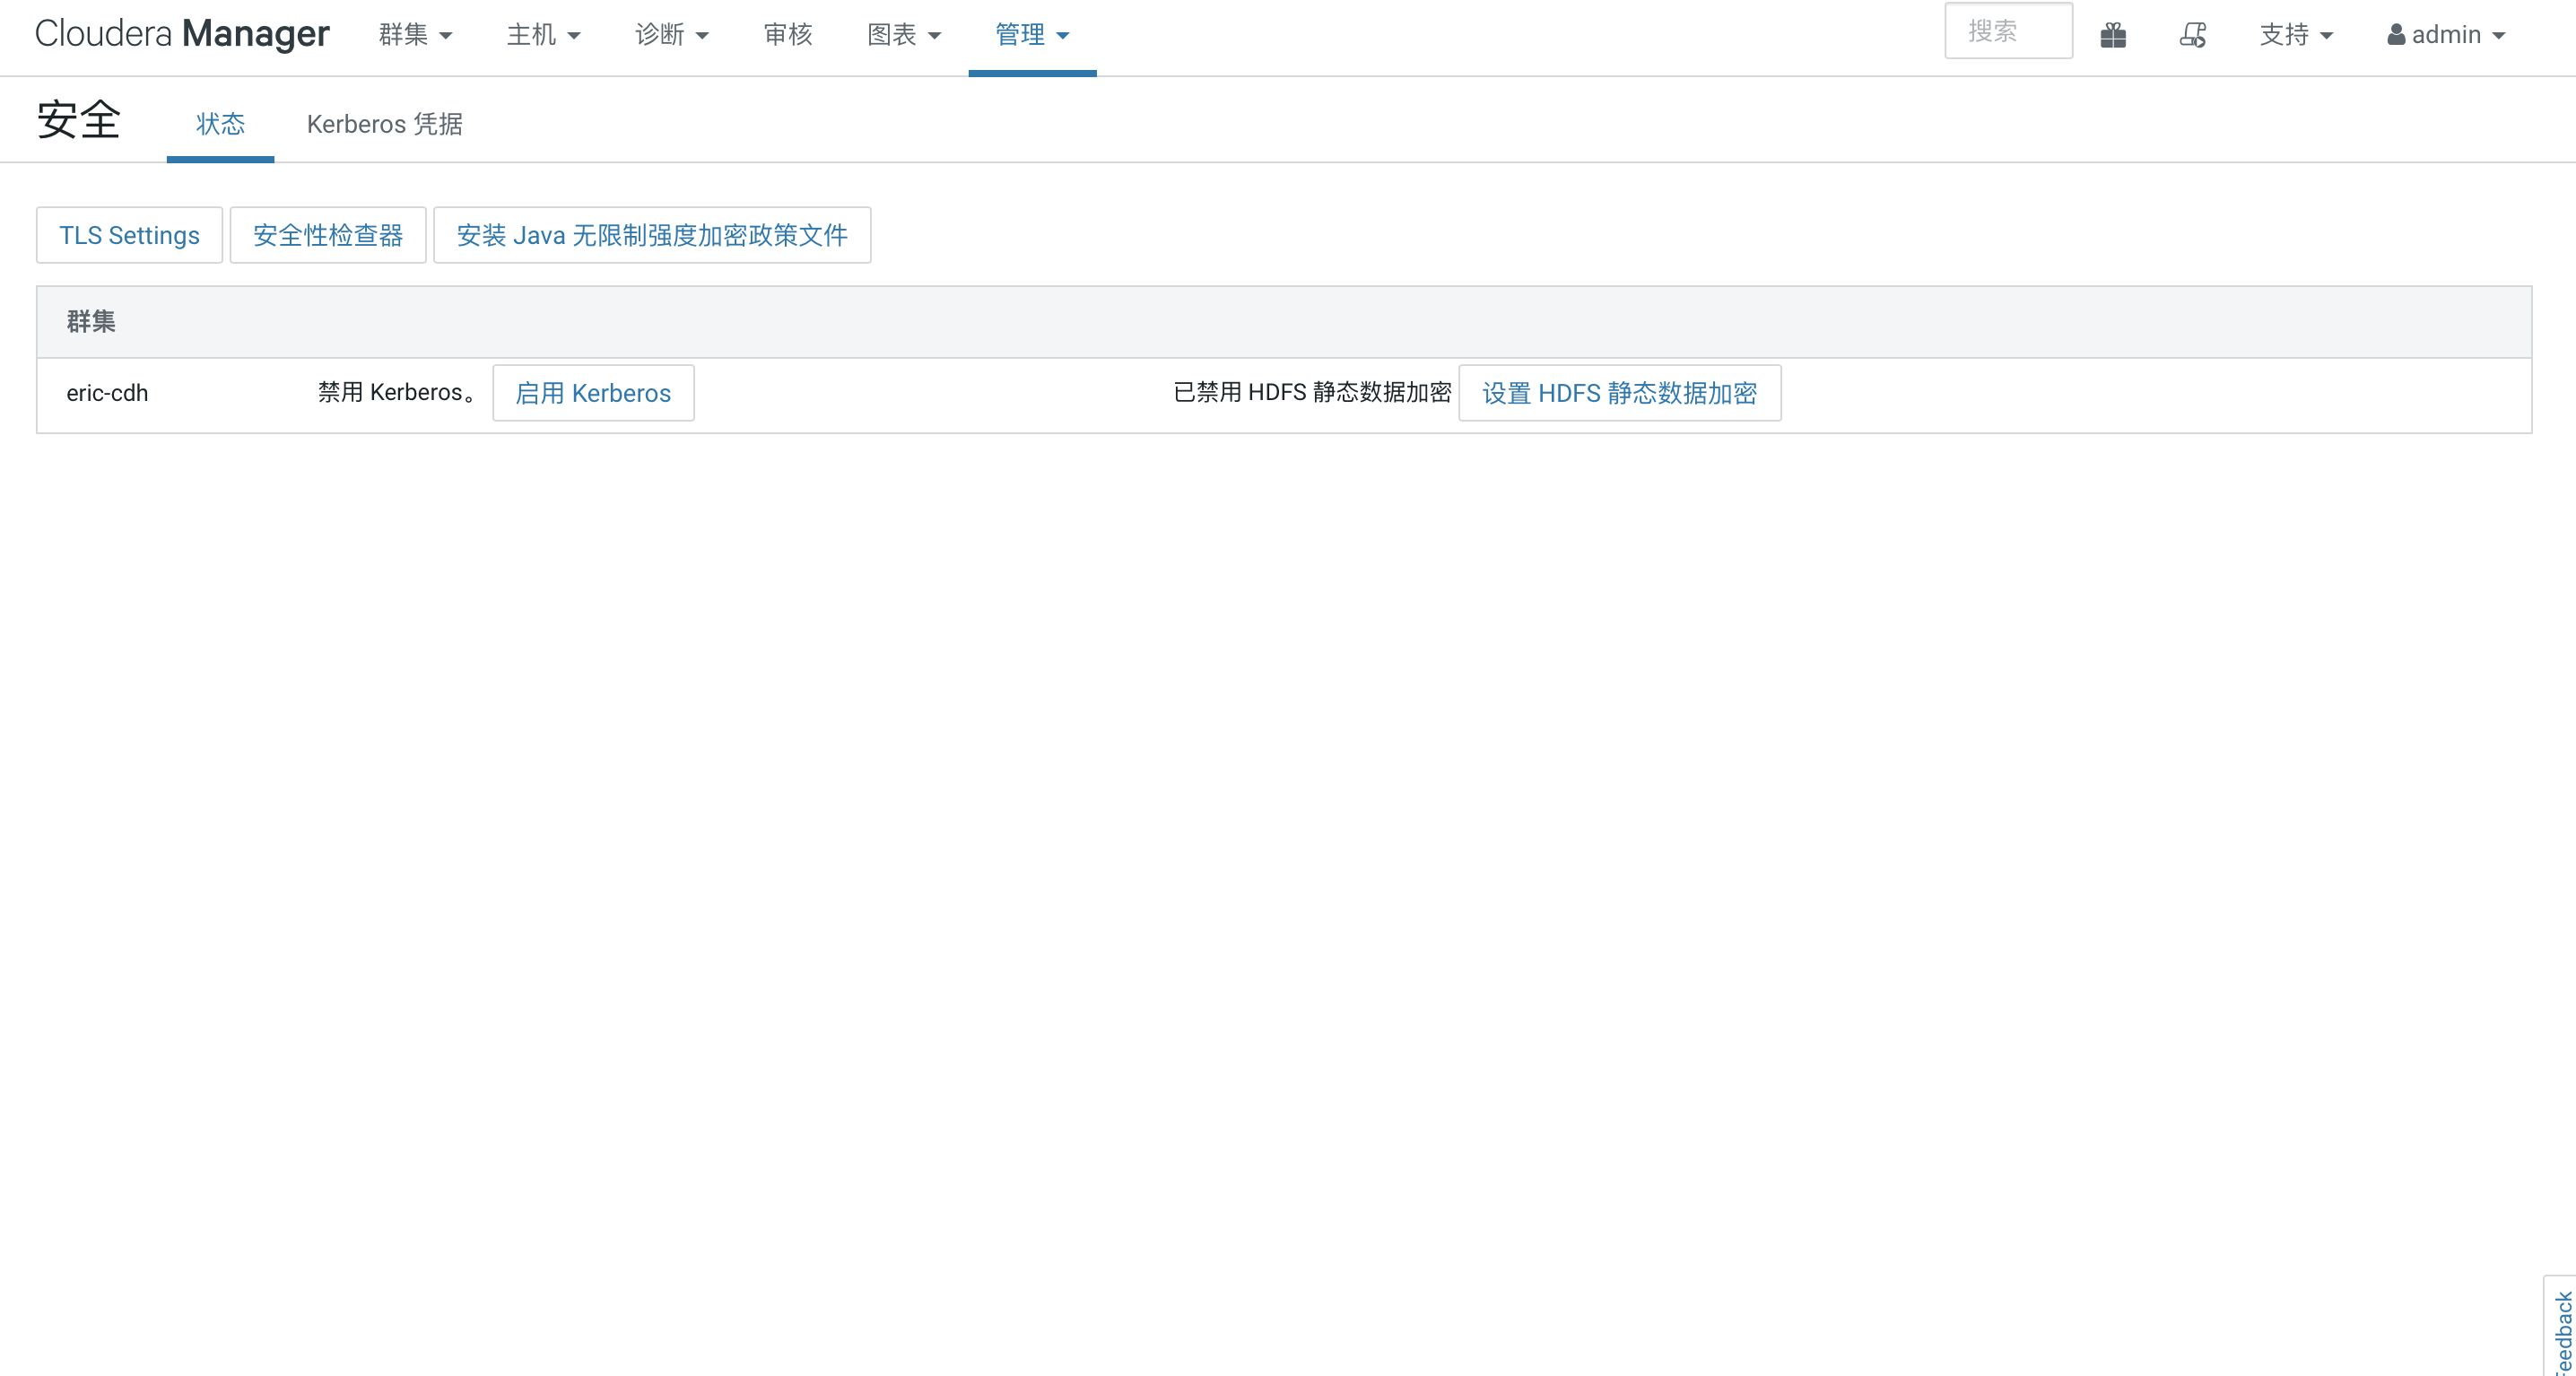 Cloudera Manager 群集 主机 诊断 审核 图表 管理 搜索 支持 admin
安全 状态 Kerberos 凭据
TLS Settings 安全性检查器 安装 Java 无限制强度加密政策文件
群集
eric-cdh 禁用 Kerberos。 启用 Kerberos 已禁用 HDFS 静态数据加密 设置 HDFS 静态数据加密
Feedback